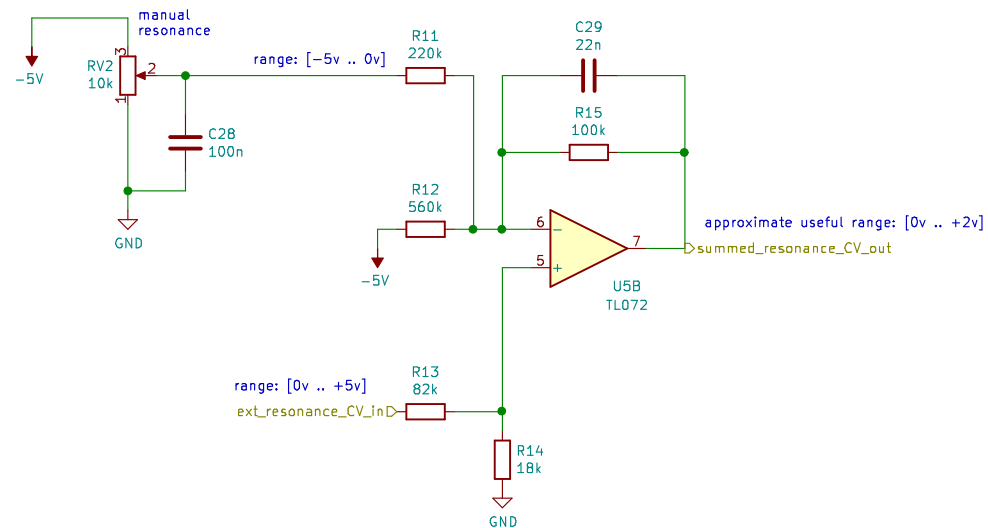 manual
resonance
-5V
RV2
10k
3
2
1
range: [-5v .. 0v]
R11
220k
C29
22n
R15
100k
C28
100n
GND
R12
560k
-5V
6
-
5
+
7
approximate useful range: [0v .. +2v]
summed_resonance_CV_out
U5B
TL072
range: [0v .. +5v]
ext_resonance_CV_in
R13
82k
R14
18k
GND